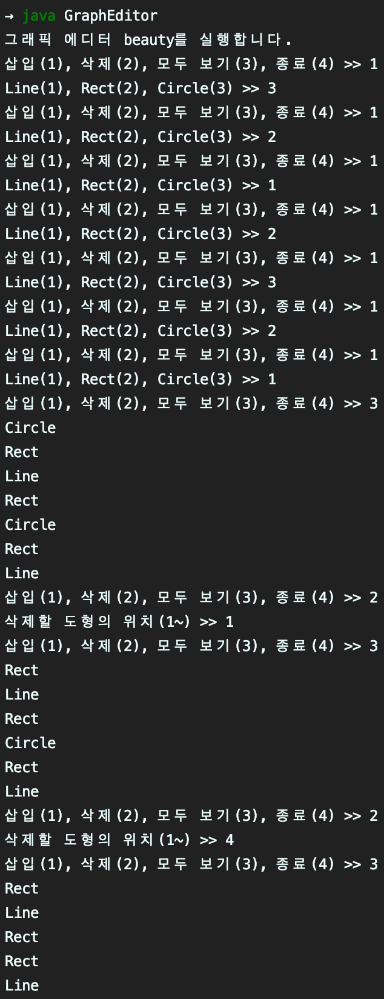 → java GraphEditor
그래픽 에디터 beauty를 실행합니다.
삽입(1), 삭제(2), 모두 보기(3), 종료(4) >> 1
Line(1), Rect(2), Circle(3) >> 3
삽입(1), 삭제(2), 모두 보기(3), 종료(4) >> 1
Line(1), Rect(2), Circle(3) >> 2
삽입(1), 삭제(2), 모두 보기(3), 종료(4) >> 1
Line(1), Rect(2), Circle(3) >> 1
삽입(1), 삭제(2), 모두 보기(3), 종료(4) >> 1
Line(1), Rect(2), Circle(3) >> 2
삽입(1), 삭제(2), 모두 보기(3), 종료(4) >> 1
Line(1), Rect(2), Circle(3) >> 3
삽입(1), 삭제(2), 모두 보기(3), 종료(4) >> 1
Line(1), Rect(2), Circle(3) >> 2
삽입(1), 삭제(2), 모두 보기(3), 종료(4) >> 1
Line(1), Rect(2), Circle(3) >> 1
삽입(1), 삭제(2), 모두 보기(3), 종료(4) >> 3
Circle
Rect
Line
Rect
Circle
Rect
Line
삽입(1), 삭제(2), 모두 보기(3), 종료(4) >> 2
삭제할 도형의 위치(1~) >> 1
삽입(1), 삭제(2), 모두 보기(3), 종료(4) >> 3
Rect
Line
Rect
Circle
Rect
Line
삽입(1), 삭제(2), 모두 보기(3), 종료(4) >> 2
삭제할 도형의 위치(1~) >> 4
삽입(1), 삭제(2), 모두 보기(3), 종료(4) >> 3
Rect
Line
Rect
Rect
Line